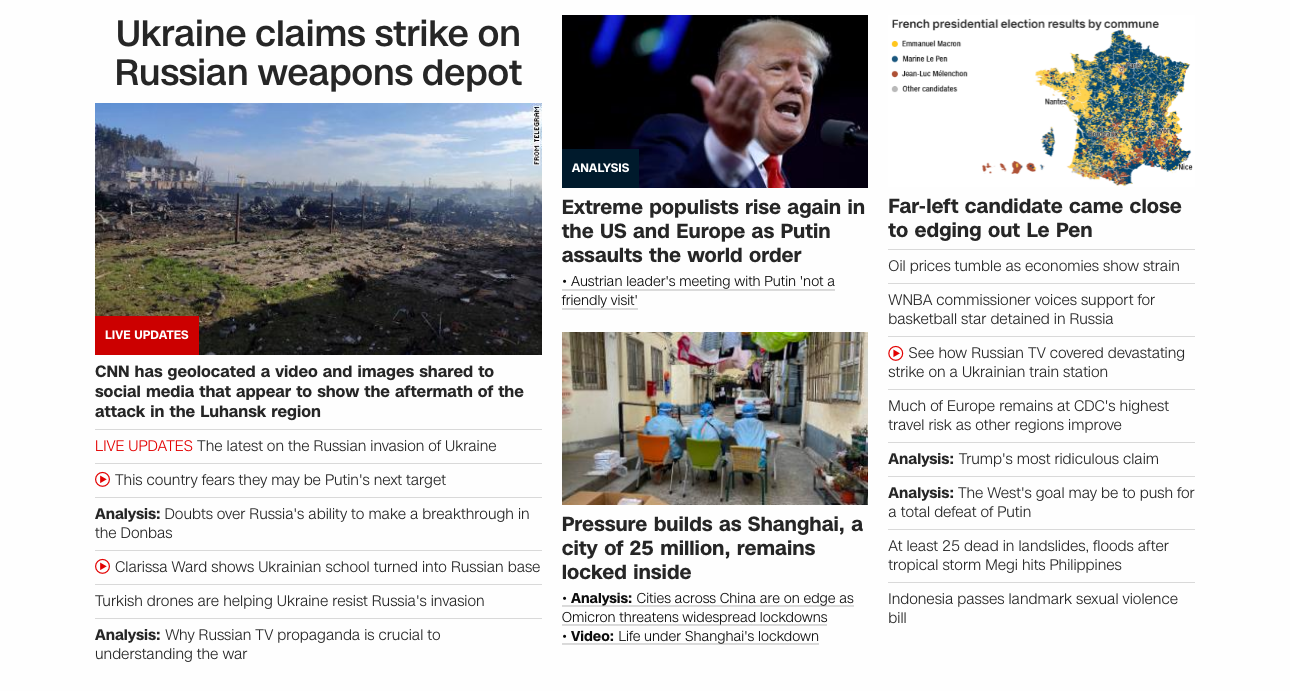 Ukraine claims strike on
Russian weapons depot
FROM TELEGRAM
LIVE UPDATES
CNN has geolocated a video and images shared to
social media that appear to show the aftermath of the
attack in the Luhansk region
LIVE UPDATES The latest on the Russian invasion of Ukraine
This country fears they may be Putin's next target
Analysis: Doubts over Russia's ability to make a breakthrough in
the Donbas
Clarissa Ward shows Ukrainian school turned into Russian base
Turkish drones are helping Ukraine resist Russia's invasion
Analysis: Why Russian TV propaganda is crucial to
understanding the war
ANALYSIS
Extreme populists rise again in
the US and Europe as Putin
assaults the world order
• Austrian leader's meeting with Putin 'not a
friendly visit'
Pressure builds as Shanghai, a
city of 25 million, remains
locked inside
• Analysis: Cities across China are on edge as
Omicron threatens widespread lockdowns
• Video: Life under Shanghai's lockdown
French presidential election results by commune
Emmanuel Macron
Marine Le Pen
Jean-Luc Mélenchon
Other candidates
Nantes
Nice
Far-left candidate came close
to edging out Le Pen
Oil prices tumble as economies show strain
WNBA commissioner voices support for
basketball star detained in Russia
See how Russian TV covered devastating
strike on a Ukrainian train station
Much of Europe remains at CDC's highest
travel risk as other regions improve
Analysis: Trump's most ridiculous claim
Analysis: The West's goal may be to push for
a total defeat of Putin
At least 25 dead in landslides, floods after
tropical storm Megi hits Philippines
Indonesia passes landmark sexual violence
bill